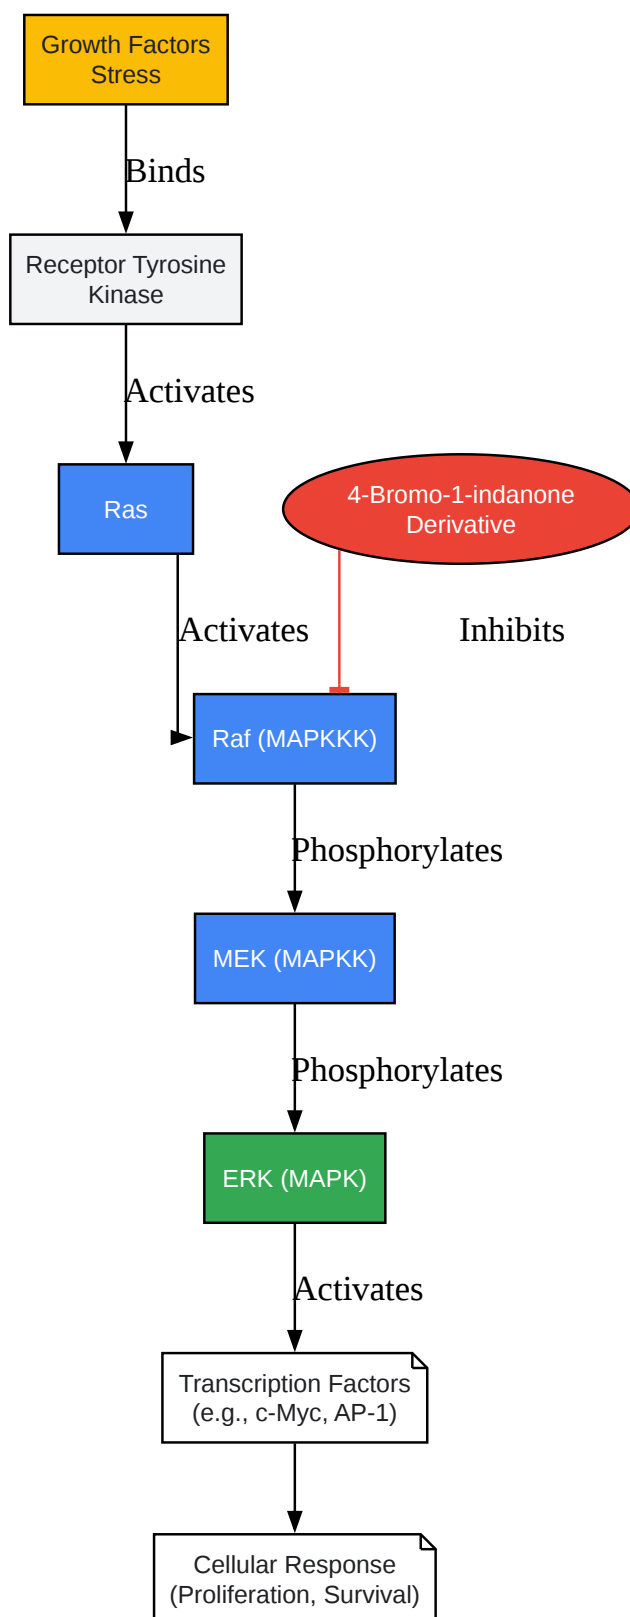 Growth Factors
Stress
Binds
Receptor Tyrosine
Kinase
Activates
Ras
4-Bromo-1-indanone
Derivative
Activates
Inhibits
Raf (MAPKKK)
Phosphorylates
MEK (MAPKK)
Phosphorylates
ERK (MAPK)
Activates
Transcription Factors
(e.g., c-Myc, AP-1)
Cellular Response
(Proliferation, Survival)